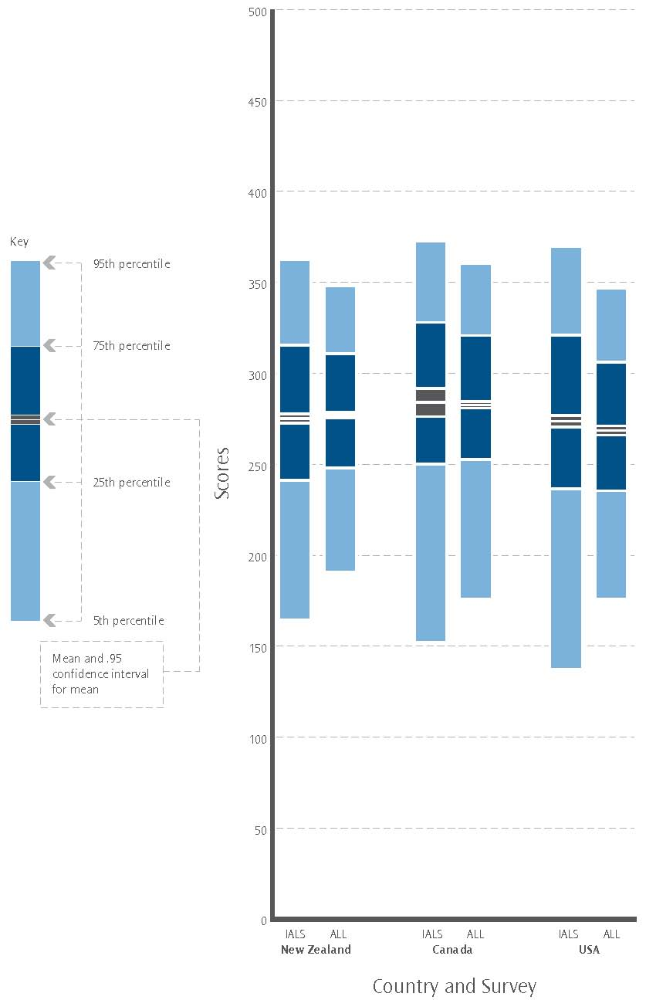 Key
95th percentile
75th percentile
25th percentile
5th percentile
Mean and .95
confidence interval
for mean
Scores
500
450
400
350
300
250
200
150
100
50
0
IALS ALL IALS ALL IALS ALL
New Zealand Canada USA
Country and Survey